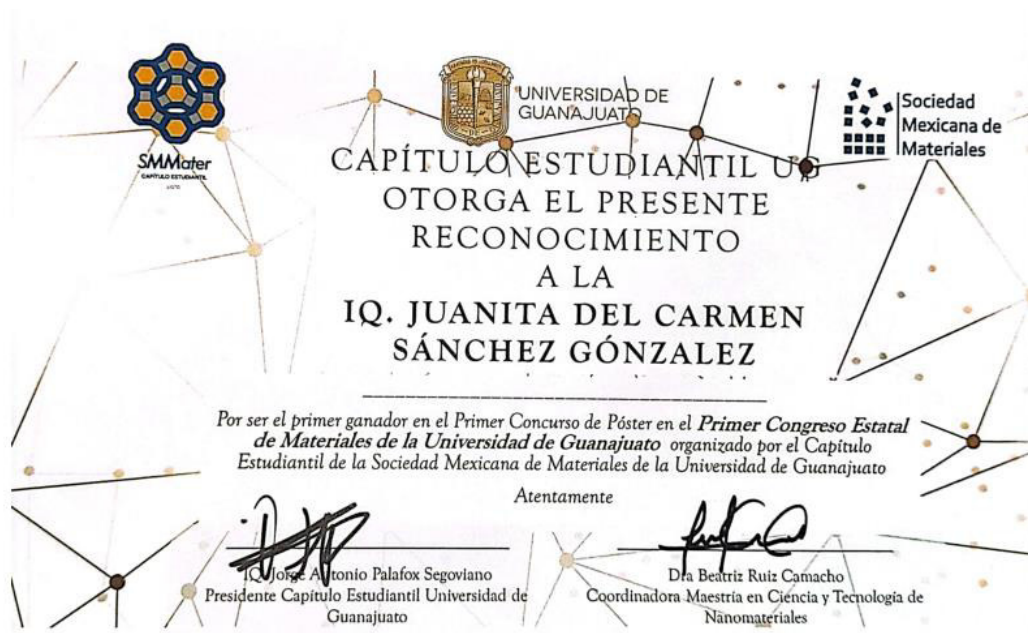 SMMater
CAPÍTULO ESTUDIANTIL
UNIVERSIDAD DE
GUANAJUATO
Sociedad
Mexicana de
Materiales
CAPÍTULO ESTUDIANTIL UG
OTORGA EL PRESENTE
RECONOCIMIENTO
A LA
IQ. JUANITA DEL CARMEN
SÁNCHEZ GÓNZALEZ
Por ser el primer ganador en el Primer Concurso de Póster en el Primer Congreso Estatal
de Materiales de la Universidad de Guanajuato organizado por el Capítulo
Estudiantil de la Sociedad Mexicana de Materiales de la Universidad de Guanajuato
Atentamente
IQ. Jorge Antonio Palafox Segoviano
Presidente Capítulo Estudiantil Universidad de
Guanajuato
Dra Beatriz Ruiz Camacho
Coordinadora Maestría en Ciencia y Tecnología de
Nanomateriales